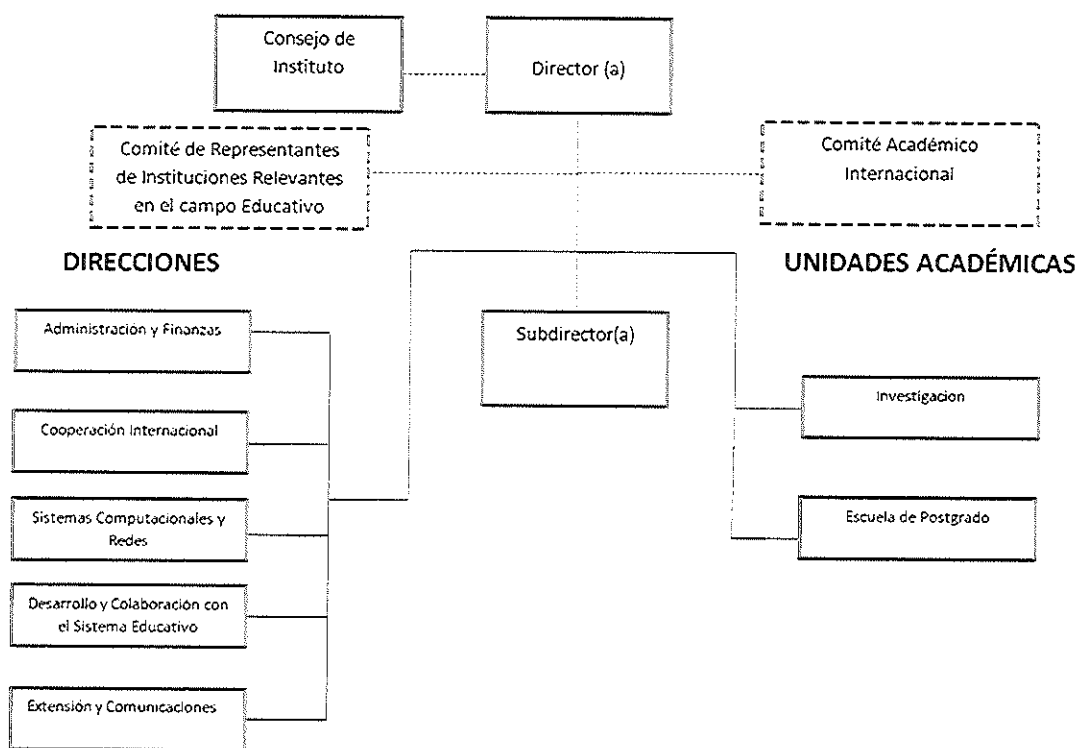 Consejo de
Instituto
Director (a)
Comité de Representantes
de Instituciones Relevantes
en el campo Educativo
Comité Académico
Internacional
DIRECCIONES
UNIDADES ACADÉMICAS
Administración y Finanzas
Subdirector(a)
Investigacion
Cooperación Internacional
Sistemas Computacionales y
Redes
Escuela de Postgrado
Desarrollo y Colaboración con
el Sistema Educativo
Extensión y Comunicaciones